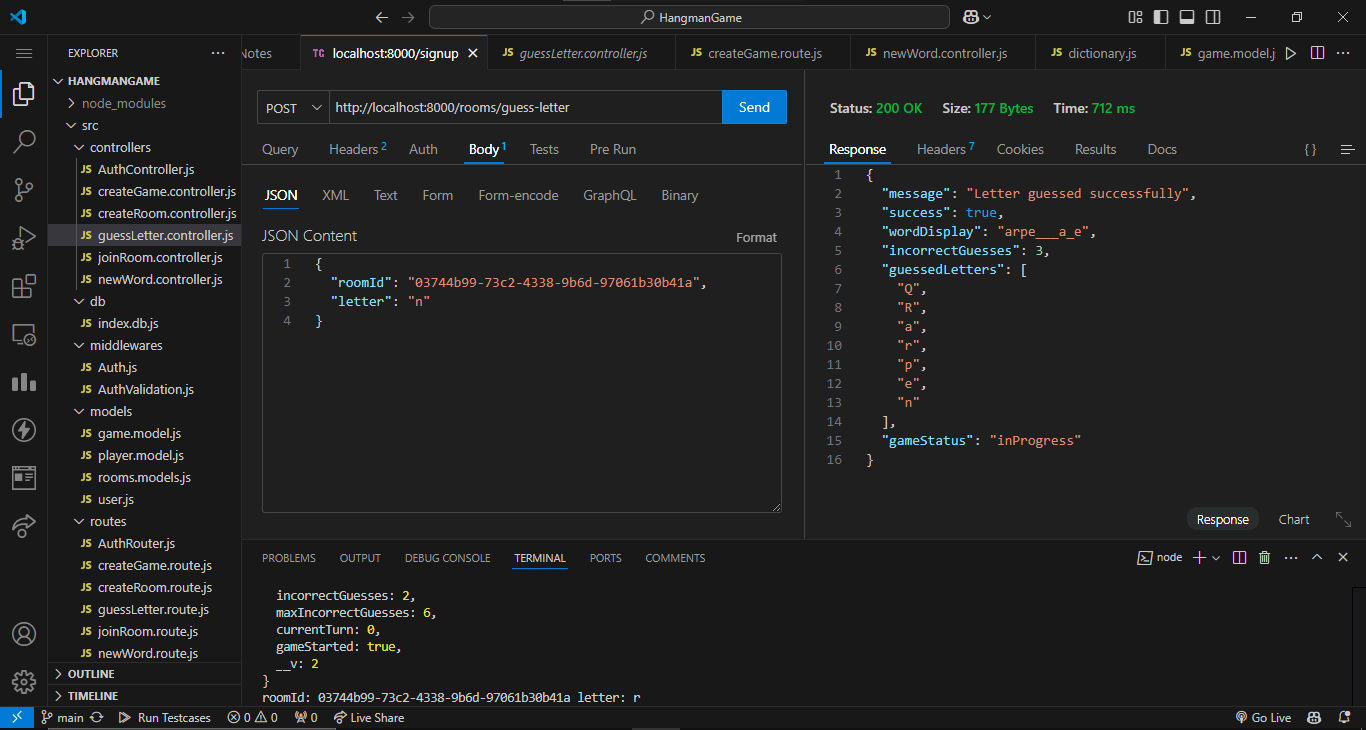 HangmanGame
EXPLORER
HANGMANGAME
node_modules
src
controllers
JS AuthController.js
JS createGame.controller.js
JS createRoom.controller.js
JS guessLetter.controller.js
JS joinRoom.controller.js
JS newWord.controller.js
db
JS index.db.js
middlewares
JS Auth.js
JS AuthValidation.js
models
JS game.model.js
JS player.model.js
JS rooms.models.js
JS user.js
routes
JS AuthRouter.js
JS createGame.route.js
JS createRoom.route.js
JS guessLetter.route.js
JS joinRoom.route.js
JS newWord.route.js
OUTLINE
TIMELINE
Notes TC localhost:8000/signup JS guessLetter.controller.js JS createGame.route.js JS newWord.controller.js JS dictionary.js JS game.model.j
POST http://localhost:8000/rooms/guess-letter Send
Query Headers 2 Auth Body 1 Tests Pre Run
JSON XML Text Form Form-encode GraphQL Binary
JSON Content Format
1 {
2 "roomId": "03744b99-73c2-4338-9b6d-97061b30b41a",
3 "letter": "n"
4 }
Status: 200 OK Size: 177 Bytes Time: 712 ms
Response Headers 7 Cookies Results Docs {}
1 {
2 "message": "Letter guessed successfully",
3 "success": true,
4 "wordDisplay": "arpe___a_e",
5 "incorrectGuesses": 3,
6 "guessedLetters": [
7 "Q",
8 "R",
9 "a",
10 "r",
11 "p",
12 "e",
13 "n"
14 ],
15 "gameStatus": "inProgress"
16 }
Response Chart
PROBLEMS OUTPUT DEBUG CONSOLE TERMINAL PORTS COMMENTS node
incorrectGuesses: 2,
maxIncorrectGuesses: 6,
currentTurn: 0,
gameStarted: true,
__v: 2
}
roomId: 03744b99-73c2-4338-9b6d-97061b30b41a letter: r
main Run Testcases 0 0 0 Live Share Go Live